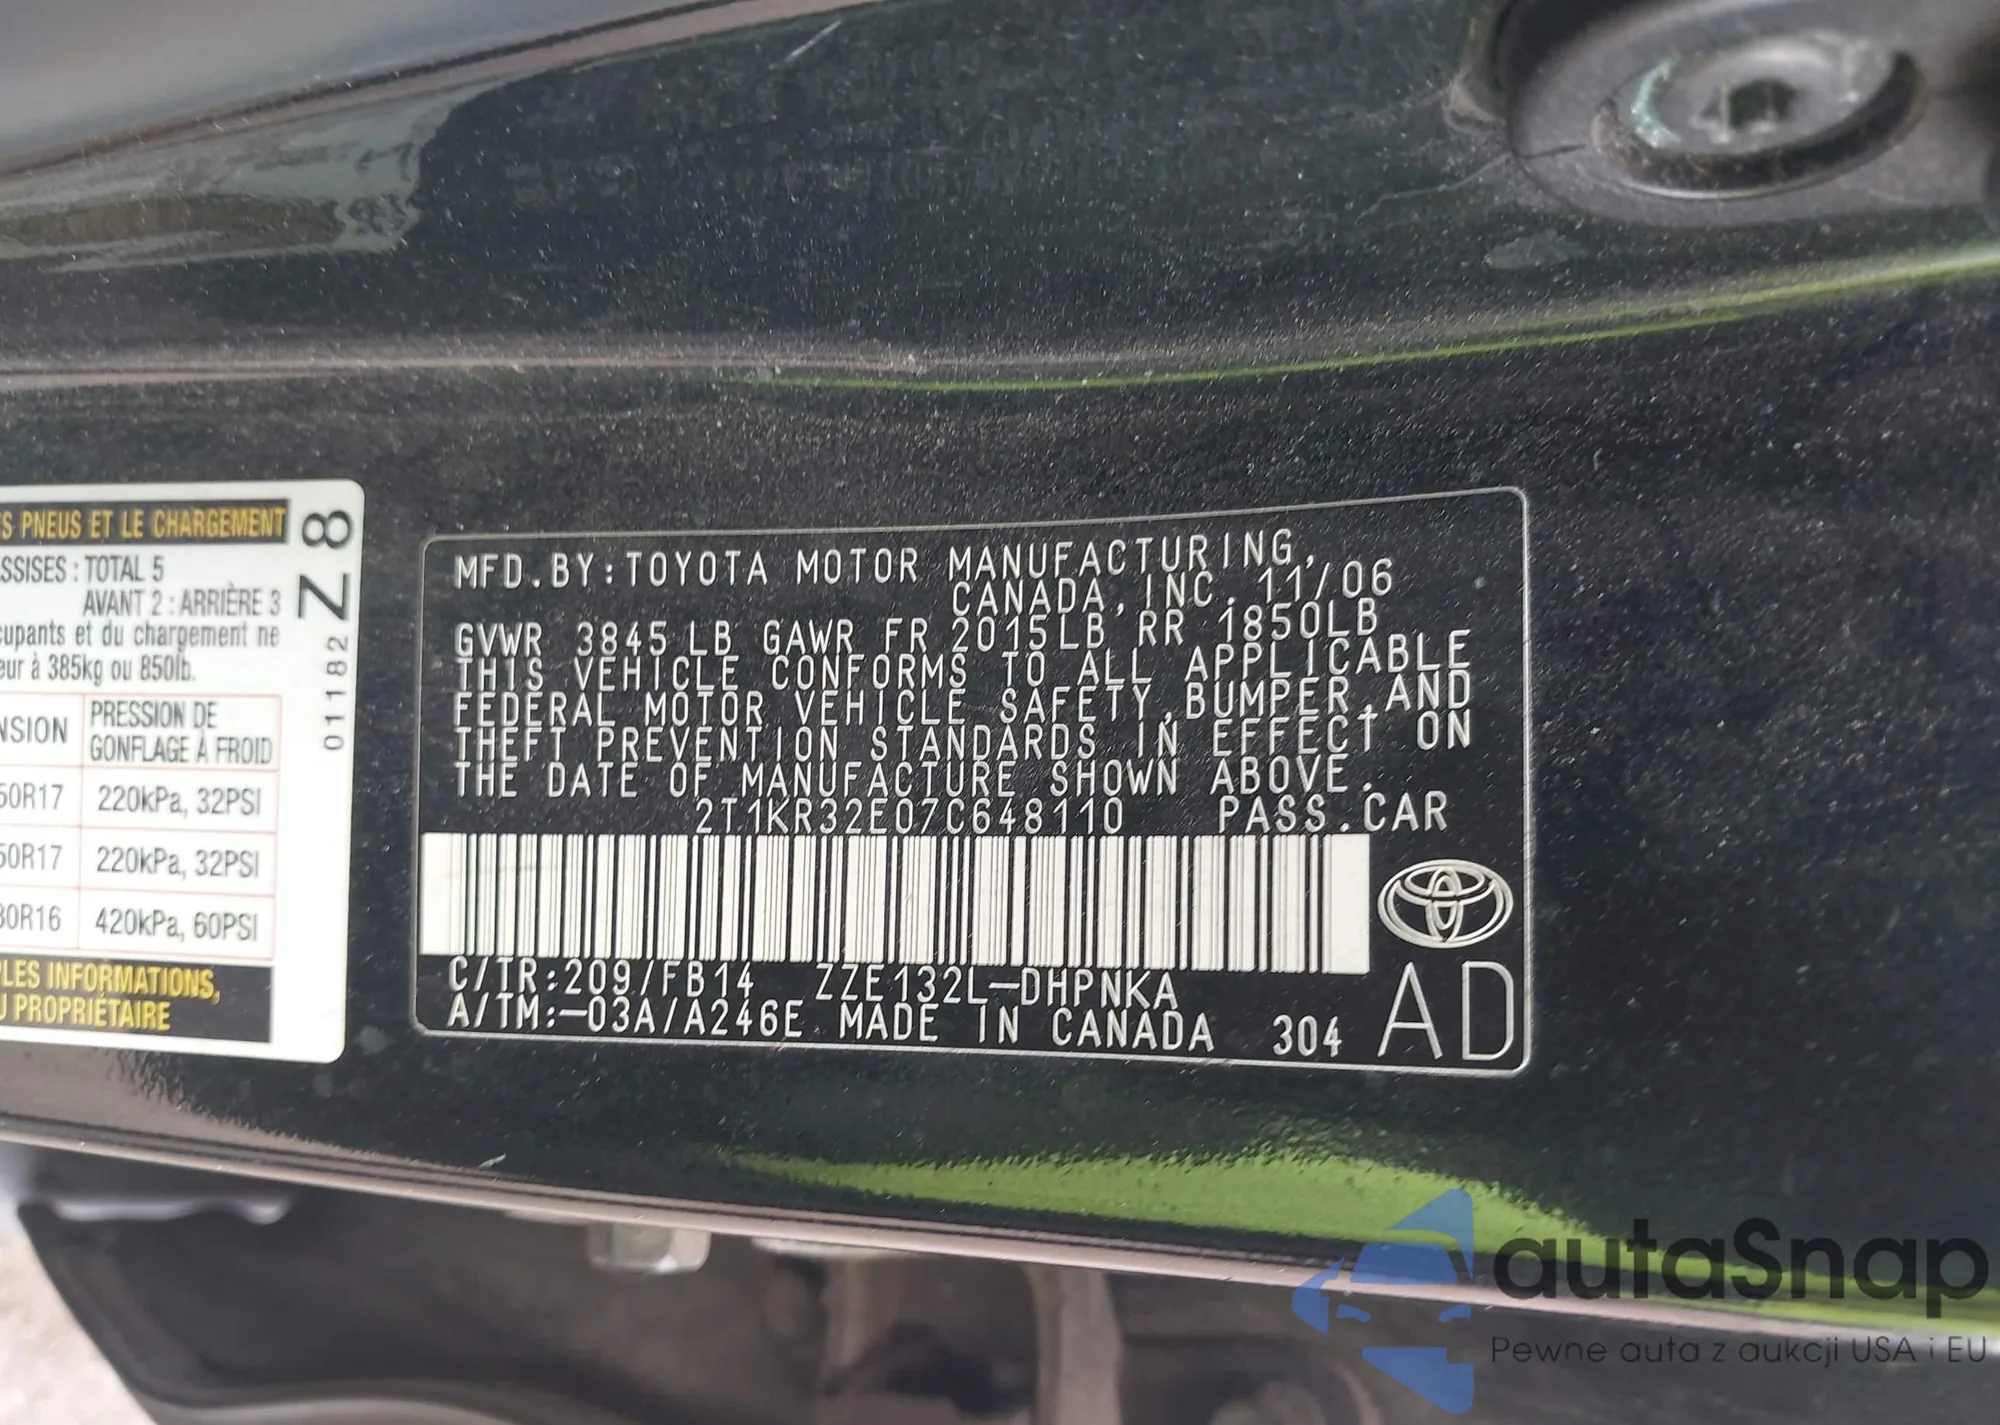 S PNEUS ET LE CHARGEMENT
SSISES : TOTAL 5
AVANT 2 : ARRIÈRE 3
cupants et du chargement ne
eur à 385kg ou 850lb.
NSION
PRESSION DE
GONFLAGE À FROID
50R17
220kPa, 32PSI
50R17
220kPa, 32PSI
80R16
420kPa, 60PSI
PLES INFORMATIONS,
U PROPRIÉTAIRE
01182 Z8
MFD.BY:TOYOTA MOTOR MANUFACTURING,
CANADA,INC. 11/06
GVWR 3845 LB GAWR FR 2015LB RR 1850LB
THIS VEHICLE CONFORMS TO ALL APPLICABLE
FEDERAL MOTOR VEHICLE SAFETY,BUMPER,AND
THEFT PREVENTION STANDARDS IN EFFECT ON
THE DATE OF MANUFACTURE SHOWN ABOVE.
2T1KR32E07C648110 PASS.CAR
C/TR:209/FB14 ZZE132L-DHPNKA
A/TM:-03A/A246E MADE IN CANADA 304
AD
autaSnap
Pewne auta z aukcji USA i EU